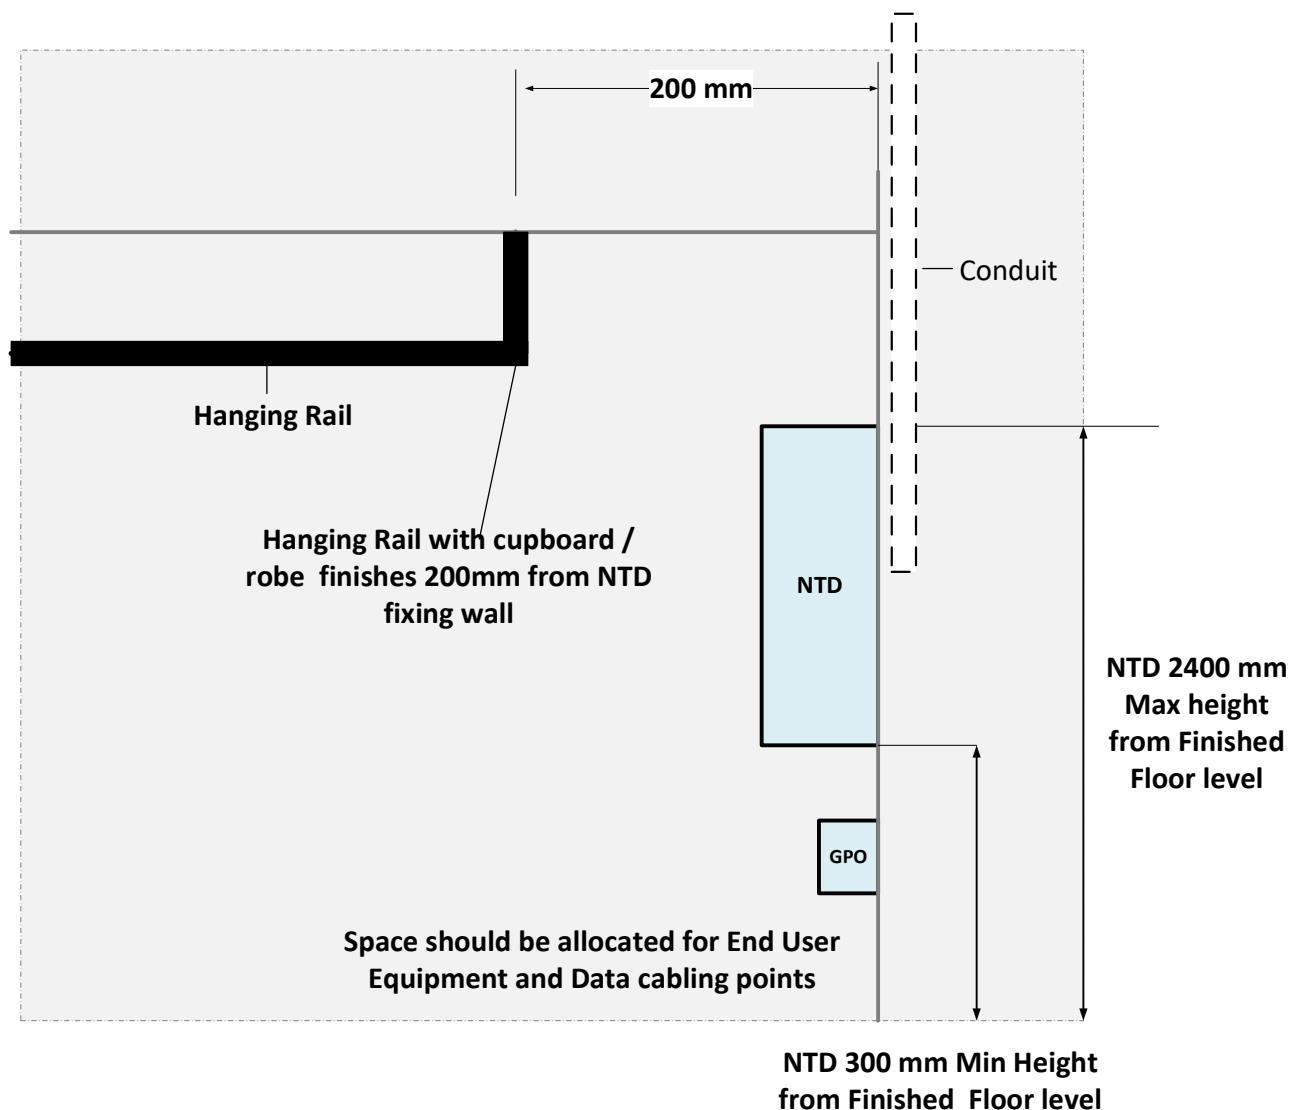 200 mm
Conduit
Hanging Rail
Hanging Rail with cupboard /
robe  finishes 200mm from NTD
fixing wall
NTD
NTD 2400 mm
Max height
from Finished
Floor level
GPO
Space should be allocated for End User
Equipment and Data cabling points
NTD 300 mm Min Height
from Finished  Floor level